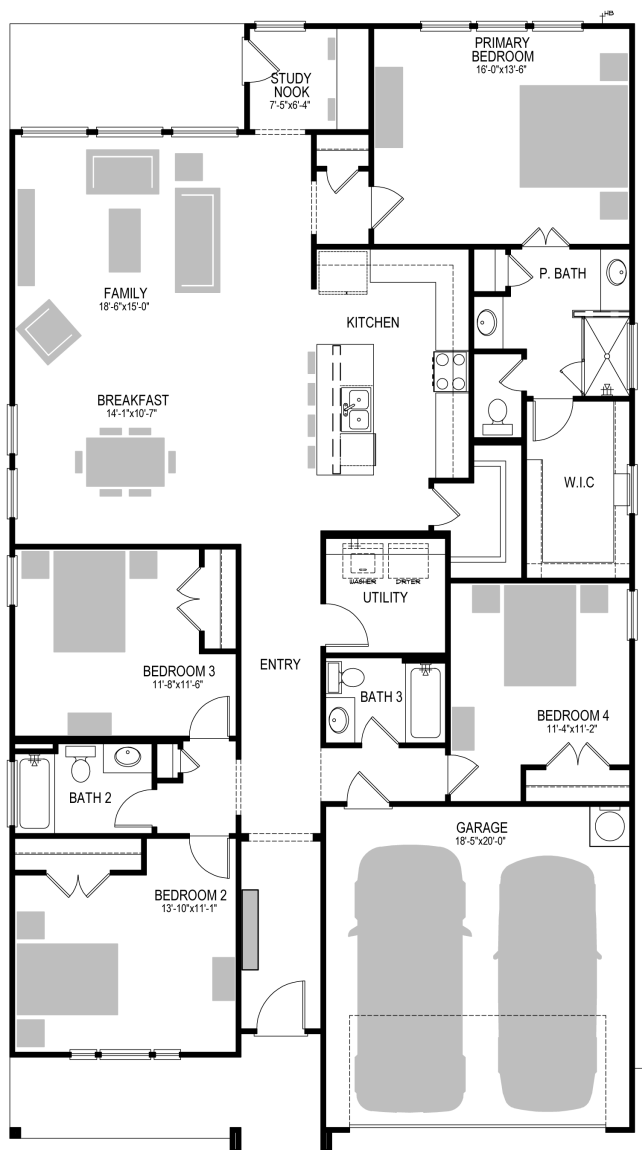 HB
PRIMARY
BEDROOM
16'-0"x13'-6"
STUDY
NOOK
7'-5"x6'-4"
P. BATH
FAMILY
18'-6"x15'-0"
KITCHEN
BREAKFAST
14'-1"x10'-7"
W.I.C
WASHER
DRYER
UTILITY
BEDROOM 3
11'-8"x11'-6"
ENTRY
BATH 3
BEDROOM 4
11'-4"x11'-2"
BATH 2
GARAGE
18'-5"x20'-0"
BEDROOM 2
13'-10"x11'-1"